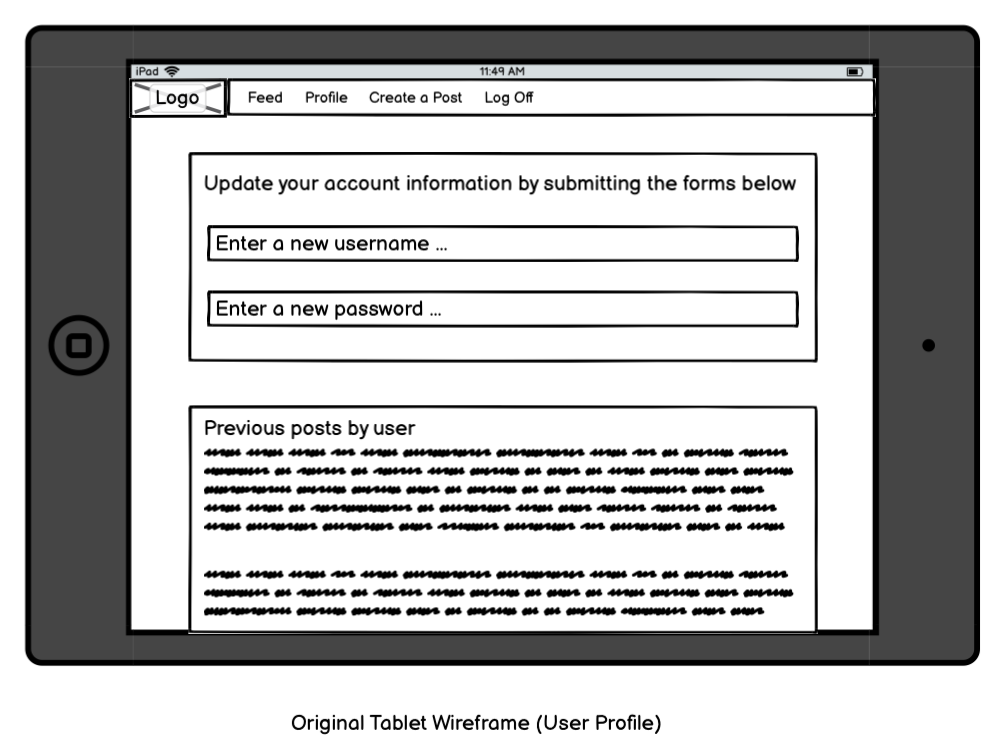 iPad
11:49 AM
Logo
Feed Profile Create a Post Log Off
Update your account information by submitting the forms below
Enter a new username ...
Enter a new password ...
Previous posts by user
Original Tablet Wireframe (User Profile)